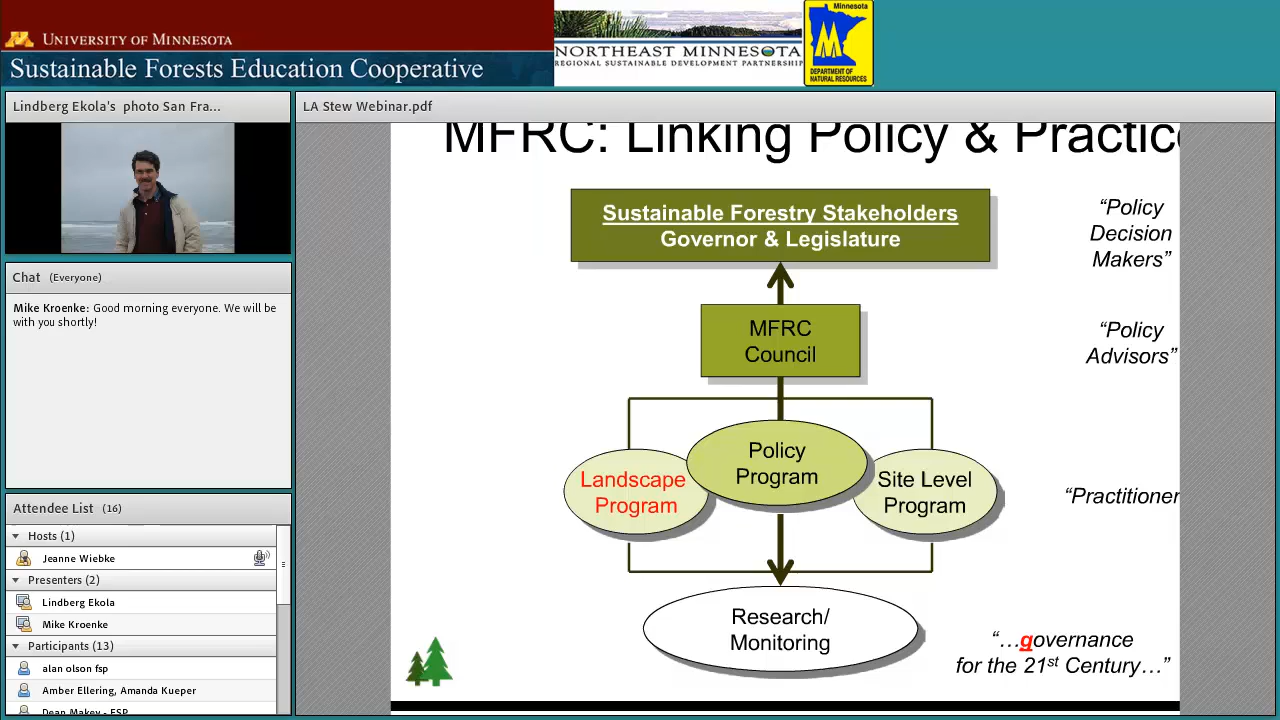 UNIVERSITY OF MINNESOTA
Sustainable Forests Education Cooperative
NORTHEAST MINNESOTA
REGIONAL SUSTAINABLE DEVELOPMENT PARTNERSHIP
Minnesota
M
DEPARTMENT OF
NATURAL RESOURCES
Lindberg Ekola's photo San Fra...
Chat (Everyone)
Mike Kroenke: Good morning everyone. We will be
with you shortly!
Attendee List (16)
Hosts (1)
Jeanne Wiebke
Presenters (2)
Lindberg Ekola
Mike Kroenke
Participants (13)
alan olson fsp
Amber Ellering, Amanda Kueper
Dean Makey - FSP
LA Stew Webinar.pdf
MFRC: Linking Policy & Practice
Sustainable Forestry Stakeholders
Governor & Legislature
“Policy
Decision
Makers”
MFRC
Council
“Policy
Advisors”
Policy
Program
Landscape
Program
Site Level
Program
“Practitioner
Research/
Monitoring
“…governance
for the 21st Century…”